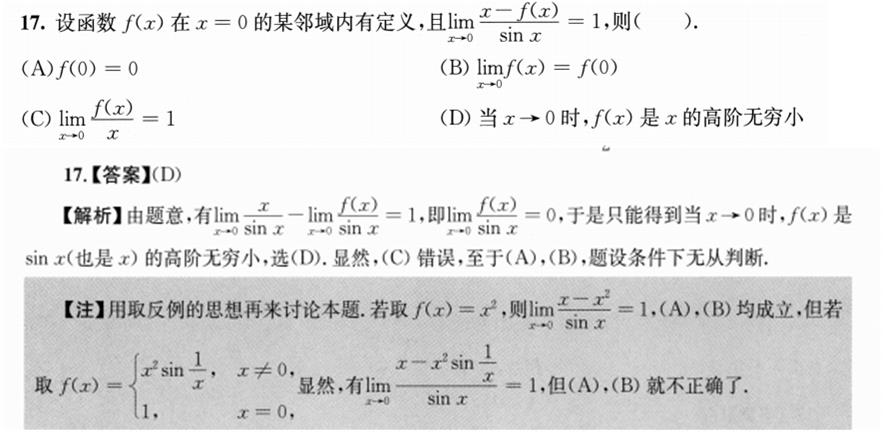 17. 设函数 f(x) 在 x = 0 的某邻域内有定义,且$\lim\limits_{x\to 0}\frac{x-f(x)}{\sin x}=1$,则(　　).
(A) f(0) = 0　　(B) $\lim\limits_{x\to 0}f(x)=f(0)$
(C) $\lim\limits_{x\to 0}\frac{f(x)}{x}=1$　　(D) 当 x → 0 时,f(x) 是 x 的高阶无穷小
17.【答案】(D)
【解析】由题意,有$\lim\limits_{x\to 0}\frac{x}{\sin x}-\lim\limits_{x\to 0}\frac{f(x)}{\sin x}=1$,即$\lim\limits_{x\to 0}\frac{f(x)}{\sin x}=0$,于是只能得到当 x → 0 时,f(x) 是
sin x(也是 x) 的高阶无穷小,选(D). 显然,(C) 错误,至于(A),(B),题设条件下无从判断.
【注】用取反例的思想再来讨论本题. 若取 $f(x)=x^2$,则$\lim\limits_{x\to 0}\frac{x-x^2}{\sin x}=1$,(A),(B) 均成立,但若
取 $f(x)=\begin{cases}x^2\sin\frac{1}{x}, & x\neq 0,\\ 1, & x=0,\end{cases}$ 显然,有$\lim\limits_{x\to 0}\frac{x-x^2\sin\frac{1}{x}}{\sin x}=1$,但(A),(B) 就不正确了.